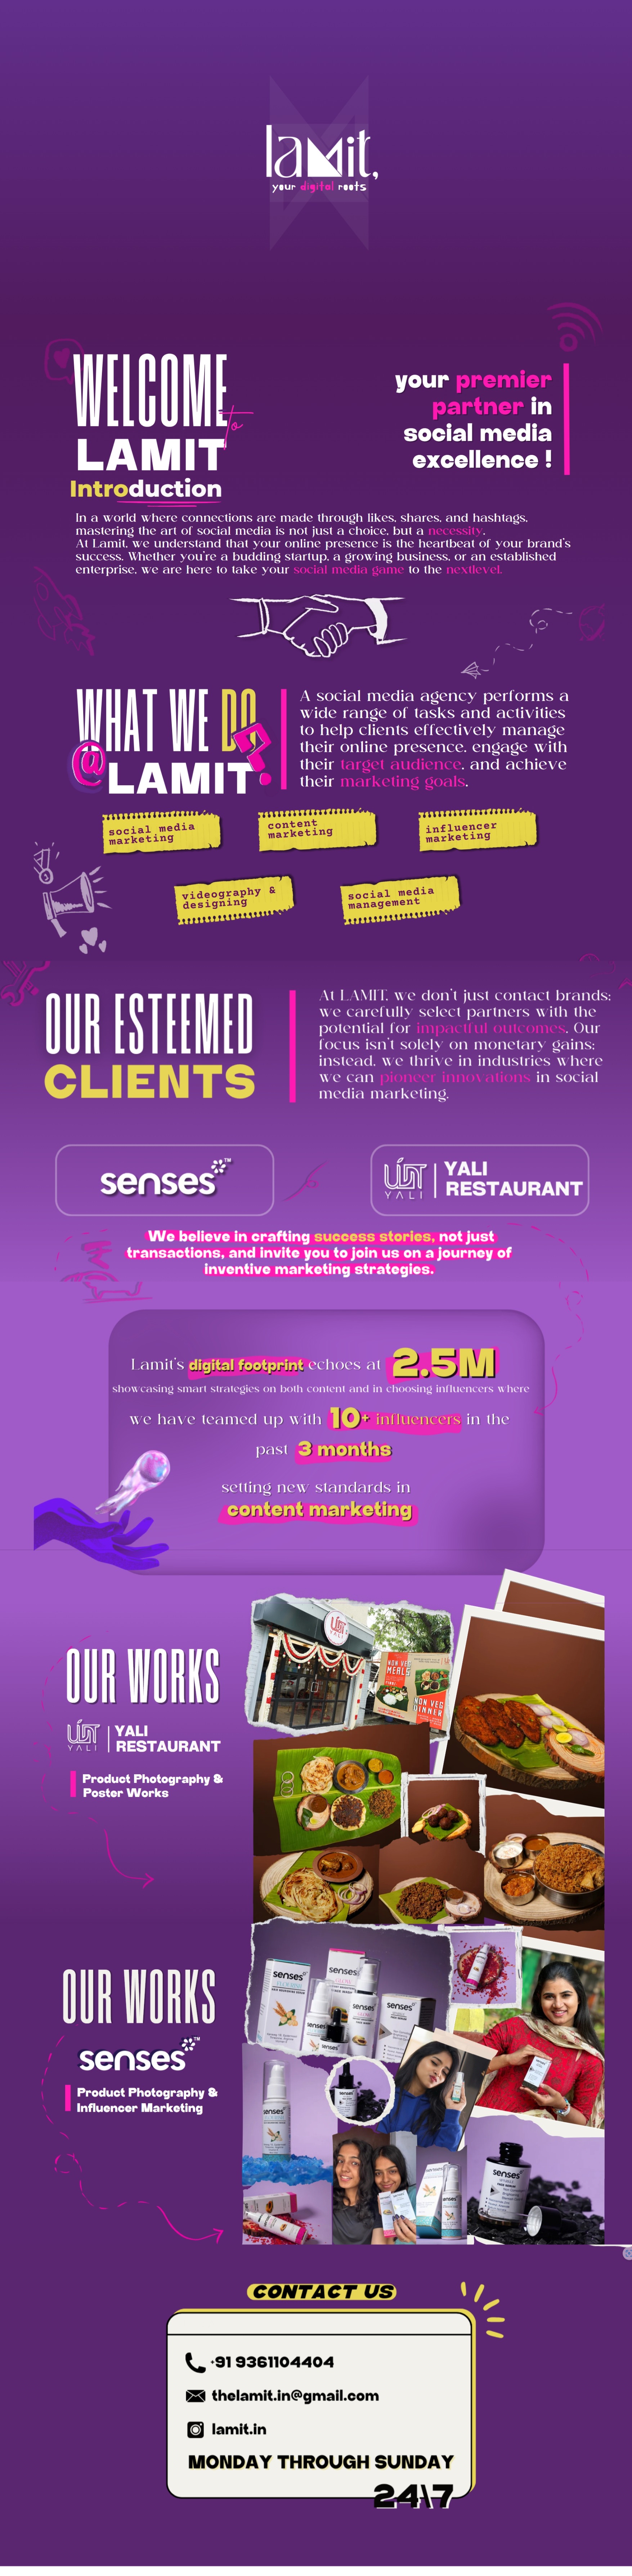 lamit,
your digital roots
WELCOME
to
LAMIT
your premier
partner in
social media
excellence !
Introduction
In a world where connections are made through likes, shares, and hashtags,
mastering the art of social media is not just a choice, but a necessity.
At Lamit, we understand that your online presence is the heartbeat of your brand's
success. Whether you're a budding startup, a growing business, or an established
enterprise, we are here to take your social media game to the nextlevel.
WHAT WE DO
@LAMIT?
A social media agency performs a
wide range of tasks and activities
to help clients effectively manage
their online presence, engage with
their target audience, and achieve
their marketing goals.
social media
marketing
content
marketing
influencer
marketing
videography &
designing
social media
management
OUR ESTEEMED
CLIENTS
At LAMIT, we don't just contact brands;
we carefully select partners with the
potential for impactful outcomes. Our
focus isn't solely on monetary gains;
instead, we thrive in industries where
we can pioneer innovations in social
media marketing.
senses™
YALI
YALI
RESTAURANT
We believe in crafting success stories, not just
transactions, and invite you to join us on a journey of
inventive marketing strategies.
Lamit's digital footprint echoes at 2.5M
showcasing smart strategies on both content and in choosing influencers where
we have teamed up with 10+ influencers in the
past 3 months
setting new standards in
content marketing
OUR WORKS
YALI
YALI
RESTAURANT
Product Photography &
Poster Works
NON VEG
MEALS
NON VEG
DINNER
OUR WORKS
senses™
Product Photography &
Influencer Marketing
senses
senses
senses
senses
senses
senses
CONTACT US
+91 9361104404
thelamit.in@gmail.com
lamit.in
MONDAY THROUGH SUNDAY
24\7